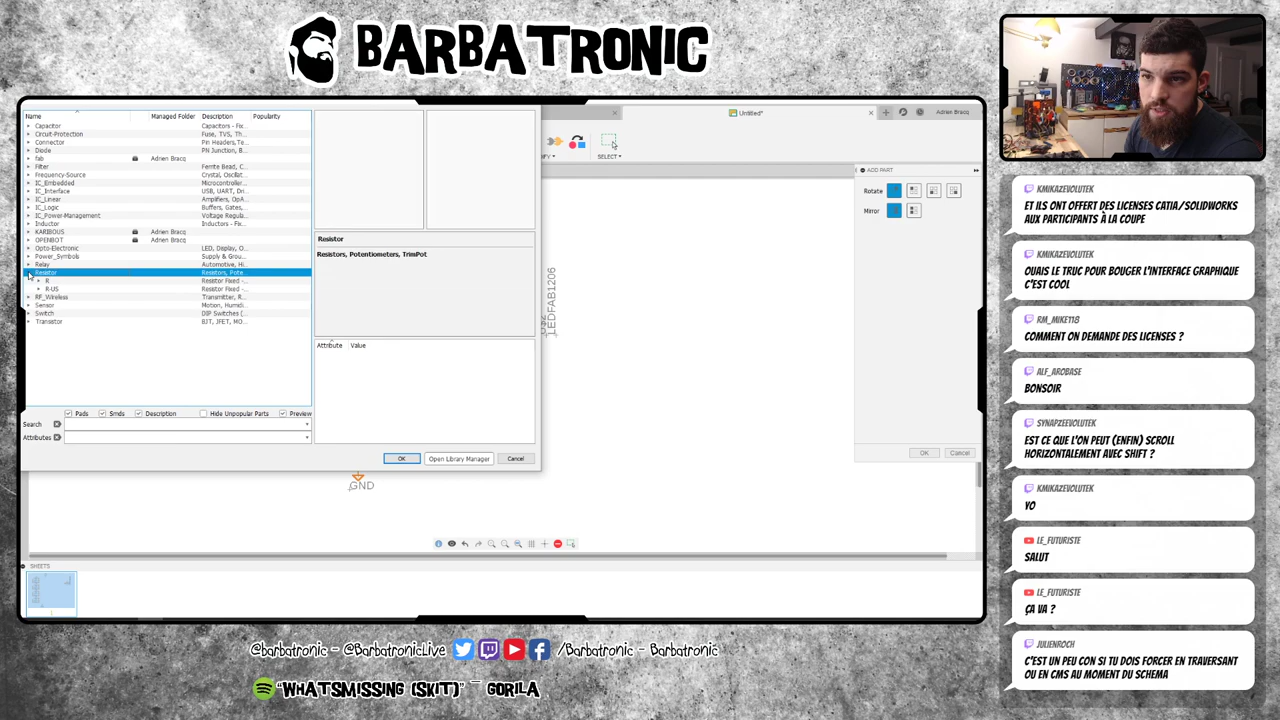 BARBATRONIC
Untitled*
Adrien Bracq
SELECT
Name Managed Folder Description Popularity
Capacitor Capacitors - Fix...
Circuit-Protection Fuse, TVS, Th...
Connector Pin Headers,Te...
Diode PN Junction, B...
fab Adrien Bracq
Filter Ferrite Bead, C...
Frequency-Source Crystal, Oscillat...
IC_Embedded Microcontroller...
IC_Interface USB, UART, Dri...
IC_Linear Amplifiers, OpA...
IC_Logic Buffers, Gates,...
IC_Power-Management Voltage Regula...
Inductor Inductors - Fix...
KARIBOUS Adrien Bracq
OPENBOT Adrien Bracq
Opto-Electronic LED, Display, O...
Power_Symbols Supply & Grou...
Relay Automotive, Hi...
Resistor Resistors, Pote...
R Resistor Fixed -...
R-US Resistor Fixed -...
RF_Wireless Transmitter, R...
Sensor Motion, Humidi...
Switch DIP Switches (...
Transistor BJT, JFET, MO...
Pads Smds Description Hide Unpopular Parts Preview
Search
Attributes
Resistor
Resistors, Potentiometers, TrimPot
Attribute Value
OK Open Library Manager Cancel
LEDFAB1206
ADD PART
Rotate
Mirror
OK Cancel
GND
SHEETS
KMIKAZEVOLUTEK
ET ILS ONT OFFERT DES LICENSES CATIA/SOLIDWORKS
AUX PARTICIPANTS À LA COUPE
KMIKAZEVOLUTEK
OUAIS LE TRUC POUR BOUGER L'INTERFACE GRAPHIQUE
C'EST COOL
RM_MIKE118
COMMENT ON DEMANDE DES LICENSES ?
ALF_AROBASE
BONSOIR
SYNAPZEEVOLUTEK
EST CE QUE L'ON PEUT (ENFIN) SCROLL
HORIZONTALEMENT AVEC SHIFT ?
KMIKAZEVOLUTEK
YO
LE_FUTURISTE
SALUT
LE_FUTURISTE
ÇA VA ?
JULIENROCH
C'EST UN PEU CON SI TU DOIS FORCER EN TRAVERSANT
OU EN CMS AU MOMENT DU SCHEMA
@barbatronic - @BarbatronicLive /Barbatronic - Barbatronic
"WHATSMISSING (SKIT)" - GORILA